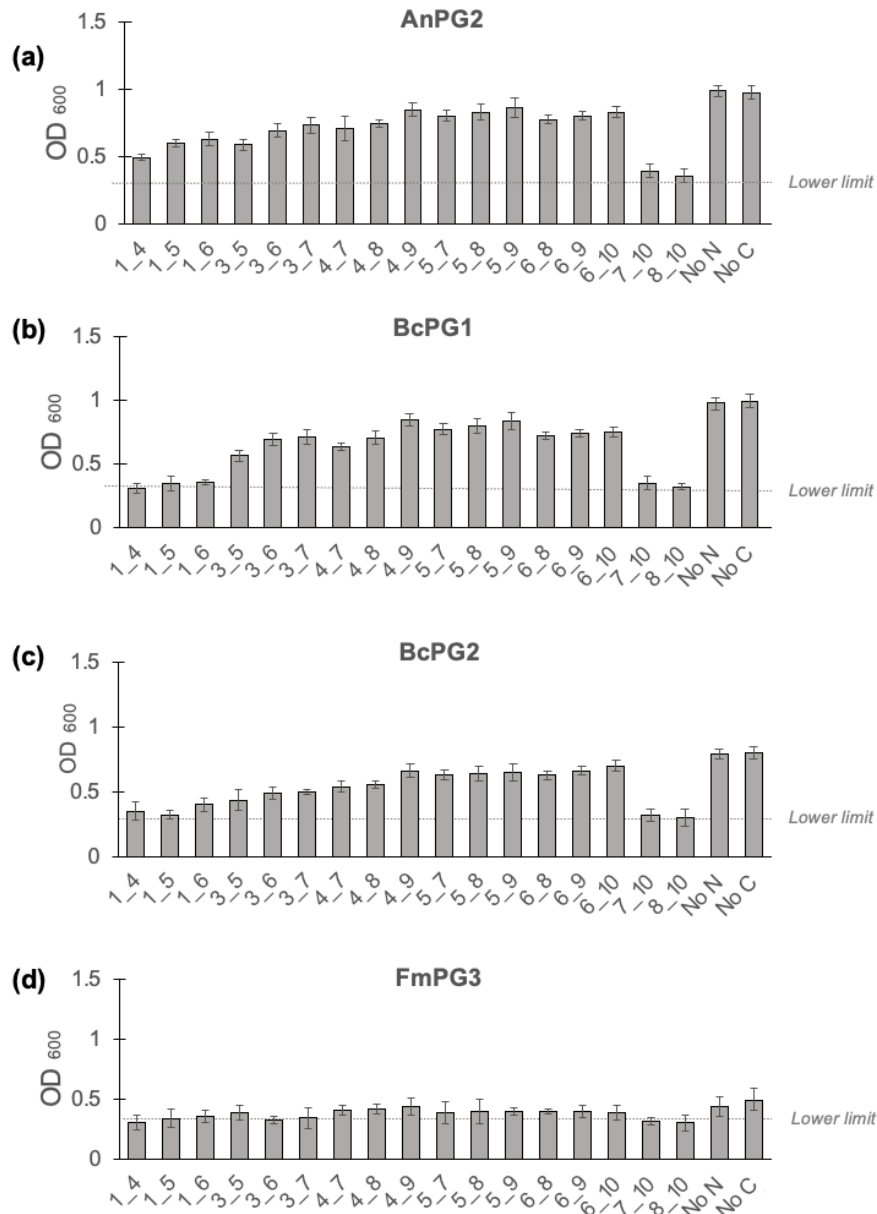 AnPG2
(a)
OD 600
1.5
1
0.5
0
Lower limit
1_4 1_5 1_6 3_5 3_6 3_7 4_7 4_8 4_9 5_7 5_8 5_9 6_8 6_9 6_10 7_10 8_10 No N No C
BcPG1
(b)
OD 600
1.5
1
0.5
0
Lower limit
1_4 1_5 1_6 3_5 3_6 3_7 4_7 4_8 4_9 5_7 5_8 5_9 6_8 6_9 6_10 7_10 8_10 No N No C
BcPG2
(c)
OD 600
1.5
1
0.5
0
Lower limit
1_4 1_5 1_6 3_5 3_6 3_7 4_7 4_8 4_9 5_7 5_8 5_9 6_8 6_9 6_10 7_10 8_10 No N No C
FmPG3
(d)
OD 600
1.5
1
0.5
0
Lower limit
1_4 1_5 1_6 3_5 3_6 3_7 4_7 4_8 4_9 5_7 5_8 5_9 6_8 6_9 6_10 7_10 8_10 No N No C